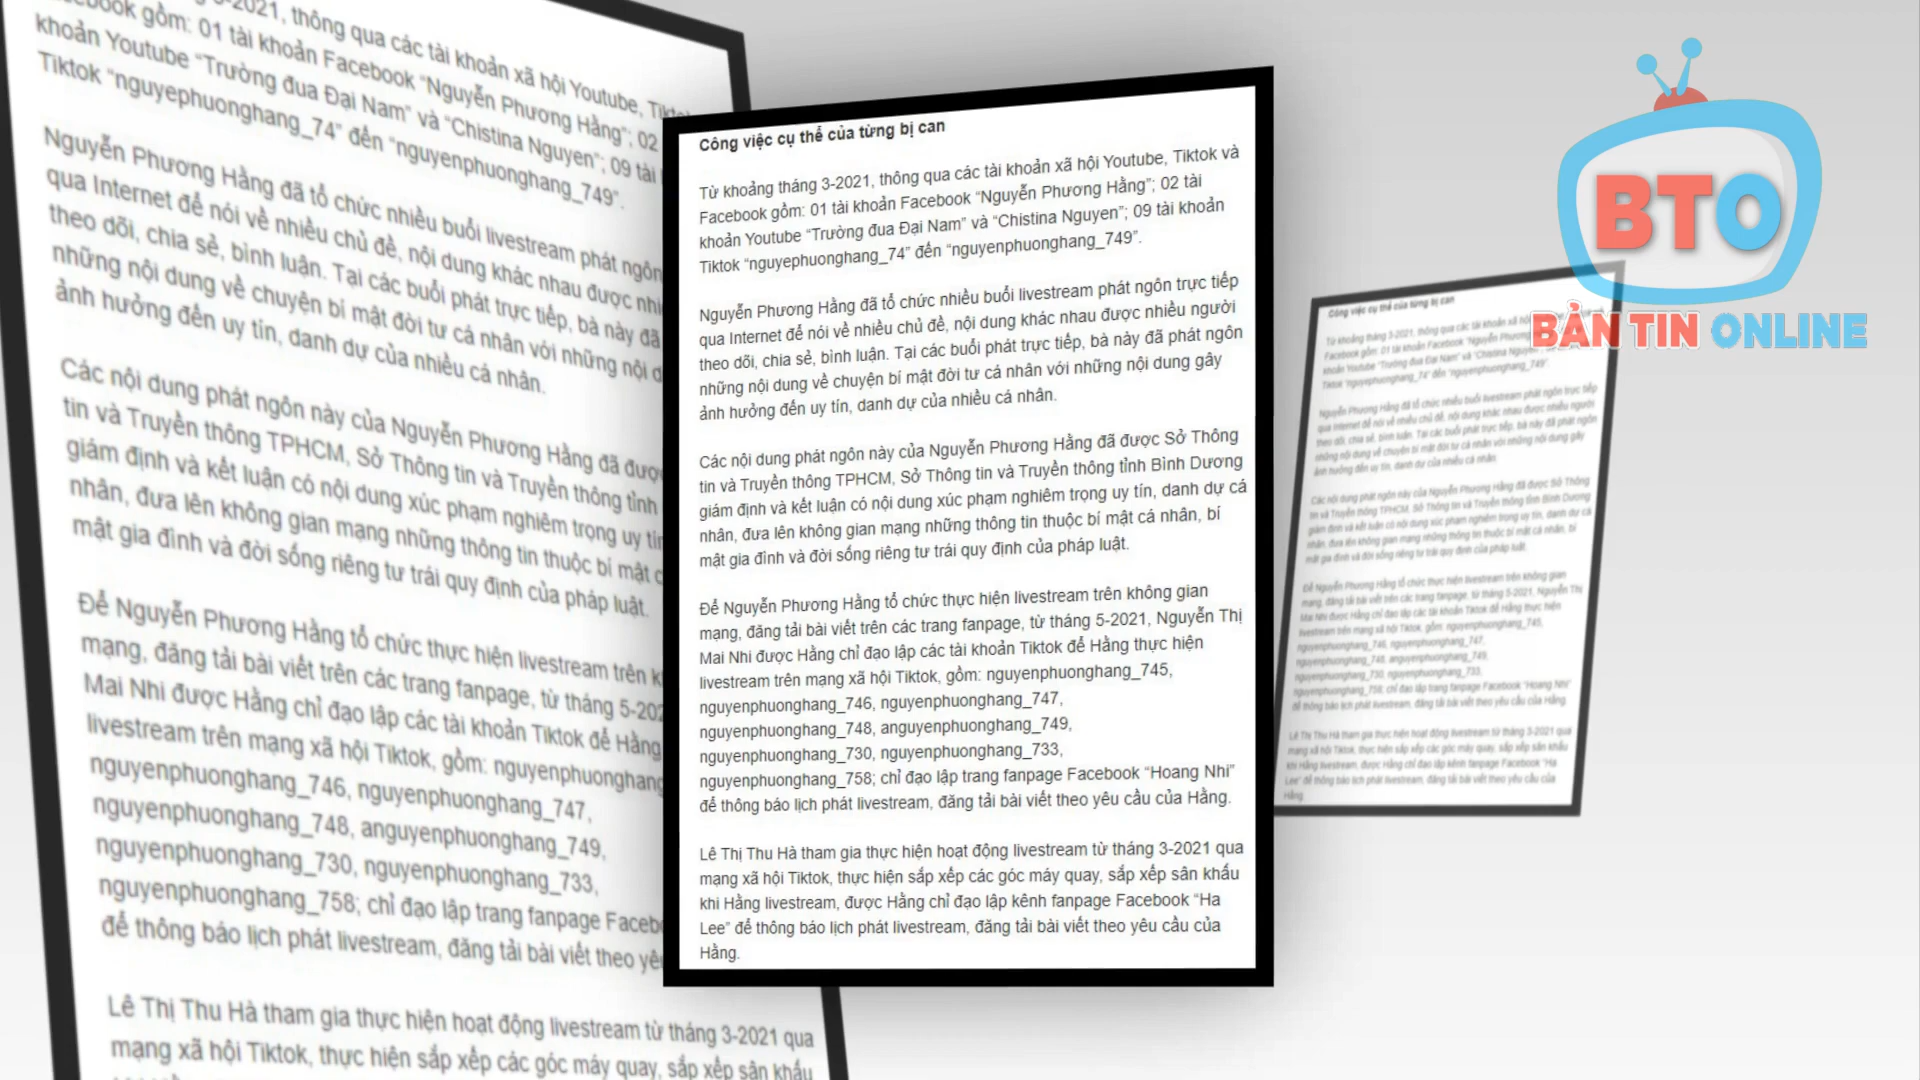 Công việc cụ thể của từng bị can
Từ khoảng tháng 3-2021, thông qua các tài khoản xã hội Youtube, Tiktok và
Facebook gồm: 01 tài khoản Facebook “Nguyễn Phương Hằng”; 02 tài
khoản Youtube “Trường đua Đại Nam” và “Chistina Nguyen”; 09 tài khoản
Tiktok “nguyephuonghang_74” đến “nguyenphuonghang_749”.
Nguyễn Phương Hằng đã tổ chức nhiều buổi livestream phát ngôn trực tiếp
qua Internet để nói về nhiều chủ đề, nội dung khác nhau được nhiều người
theo dõi, chia sẻ, bình luận. Tại các buổi phát trực tiếp, bà này đã phát ngôn
những nội dung về chuyện bí mật đời tư cá nhân với những nội dung gây
ảnh hưởng đến uy tín, danh dự của nhiều cá nhân.
Các nội dung phát ngôn này của Nguyễn Phương Hằng đã được Sở Thông
tin và Truyền thông TPHCM, Sở Thông tin và Truyền thông tỉnh Bình Dương
giám định và kết luận có nội dung xúc phạm nghiêm trọng uy tín, danh dự cá
nhân, đưa lên không gian mạng những thông tin thuộc bí mật cá nhân, bí
mật gia đình và đời sống riêng tư trái quy định của pháp luật.
Để Nguyễn Phương Hằng tổ chức thực hiện livestream trên không gian
mạng, đăng tải bài viết trên các trang fanpage, từ tháng 5-2021, Nguyễn Thị
Mai Nhi được Hằng chỉ đạo lập các tài khoản Tiktok để Hằng thực hiện
livestream trên mạng xã hội Tiktok, gồm: nguyenphuonghang_745,
nguyenphuonghang_746, nguyenphuonghang_747,
nguyenphuonghang_748, anguyenphuonghang_749,
nguyenphuonghang_730, nguyenphuonghang_733,
nguyenphuonghang_758; chỉ đạo lập trang fanpage Facebook “Hoang Nhi”
để thông báo lịch phát livestream, đăng tải bài viết theo yêu cầu của Hằng.
Lê Thị Thu Hà tham gia thực hiện hoạt động livestream từ tháng 3-2021 qua
mạng xã hội Tiktok, thực hiện sắp xếp các góc máy quay, sắp xếp sân khấu
khi Hằng livestream, được Hằng chỉ đạo lập kênh fanpage Facebook “Ha
Lee” để thông báo lịch phát livestream, đăng tải bài viết theo yêu cầu của
Hằng.
BTO
BẢN TIN ONLINE